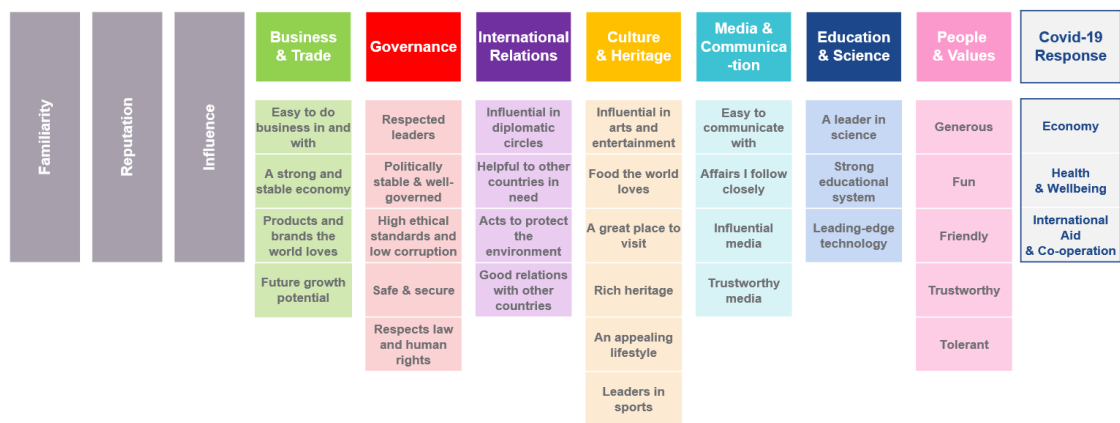 Familiarity
Reputation
Influence
Business
& Trade
Easy to do
business in and
with
A strong and
stable economy
Products and
brands the
world loves
Future growth
potential
Governance
Respected
leaders
Politically
stable & well-
governed
High ethical
standards and
low corruption
Safe & secure
Respects law
and human
rights
International
Relations
Influential in
diplomatic
circles
Helpful to other
countries in
need
Acts to protect
the
environment
Good relations
with other
countries
Culture
& Heritage
Influential in
arts and
entertainment
Food the world
loves
A great place to
visit
Rich heritage
An appealing
lifestyle
Leaders in
sports
Media &
Communica
-tion
Easy to
communicate
with
Affairs I follow
closely
Influential
media
Trustworthy
media
Education
& Science
A leader in
science
Strong
educational
system
Leading-edge
technology
People
& Values
Generous
Fun
Friendly
Trustworthy
Tolerant
Covid-19
Response
Economy
Health
& Wellbeing
International
Aid
& Co-operation